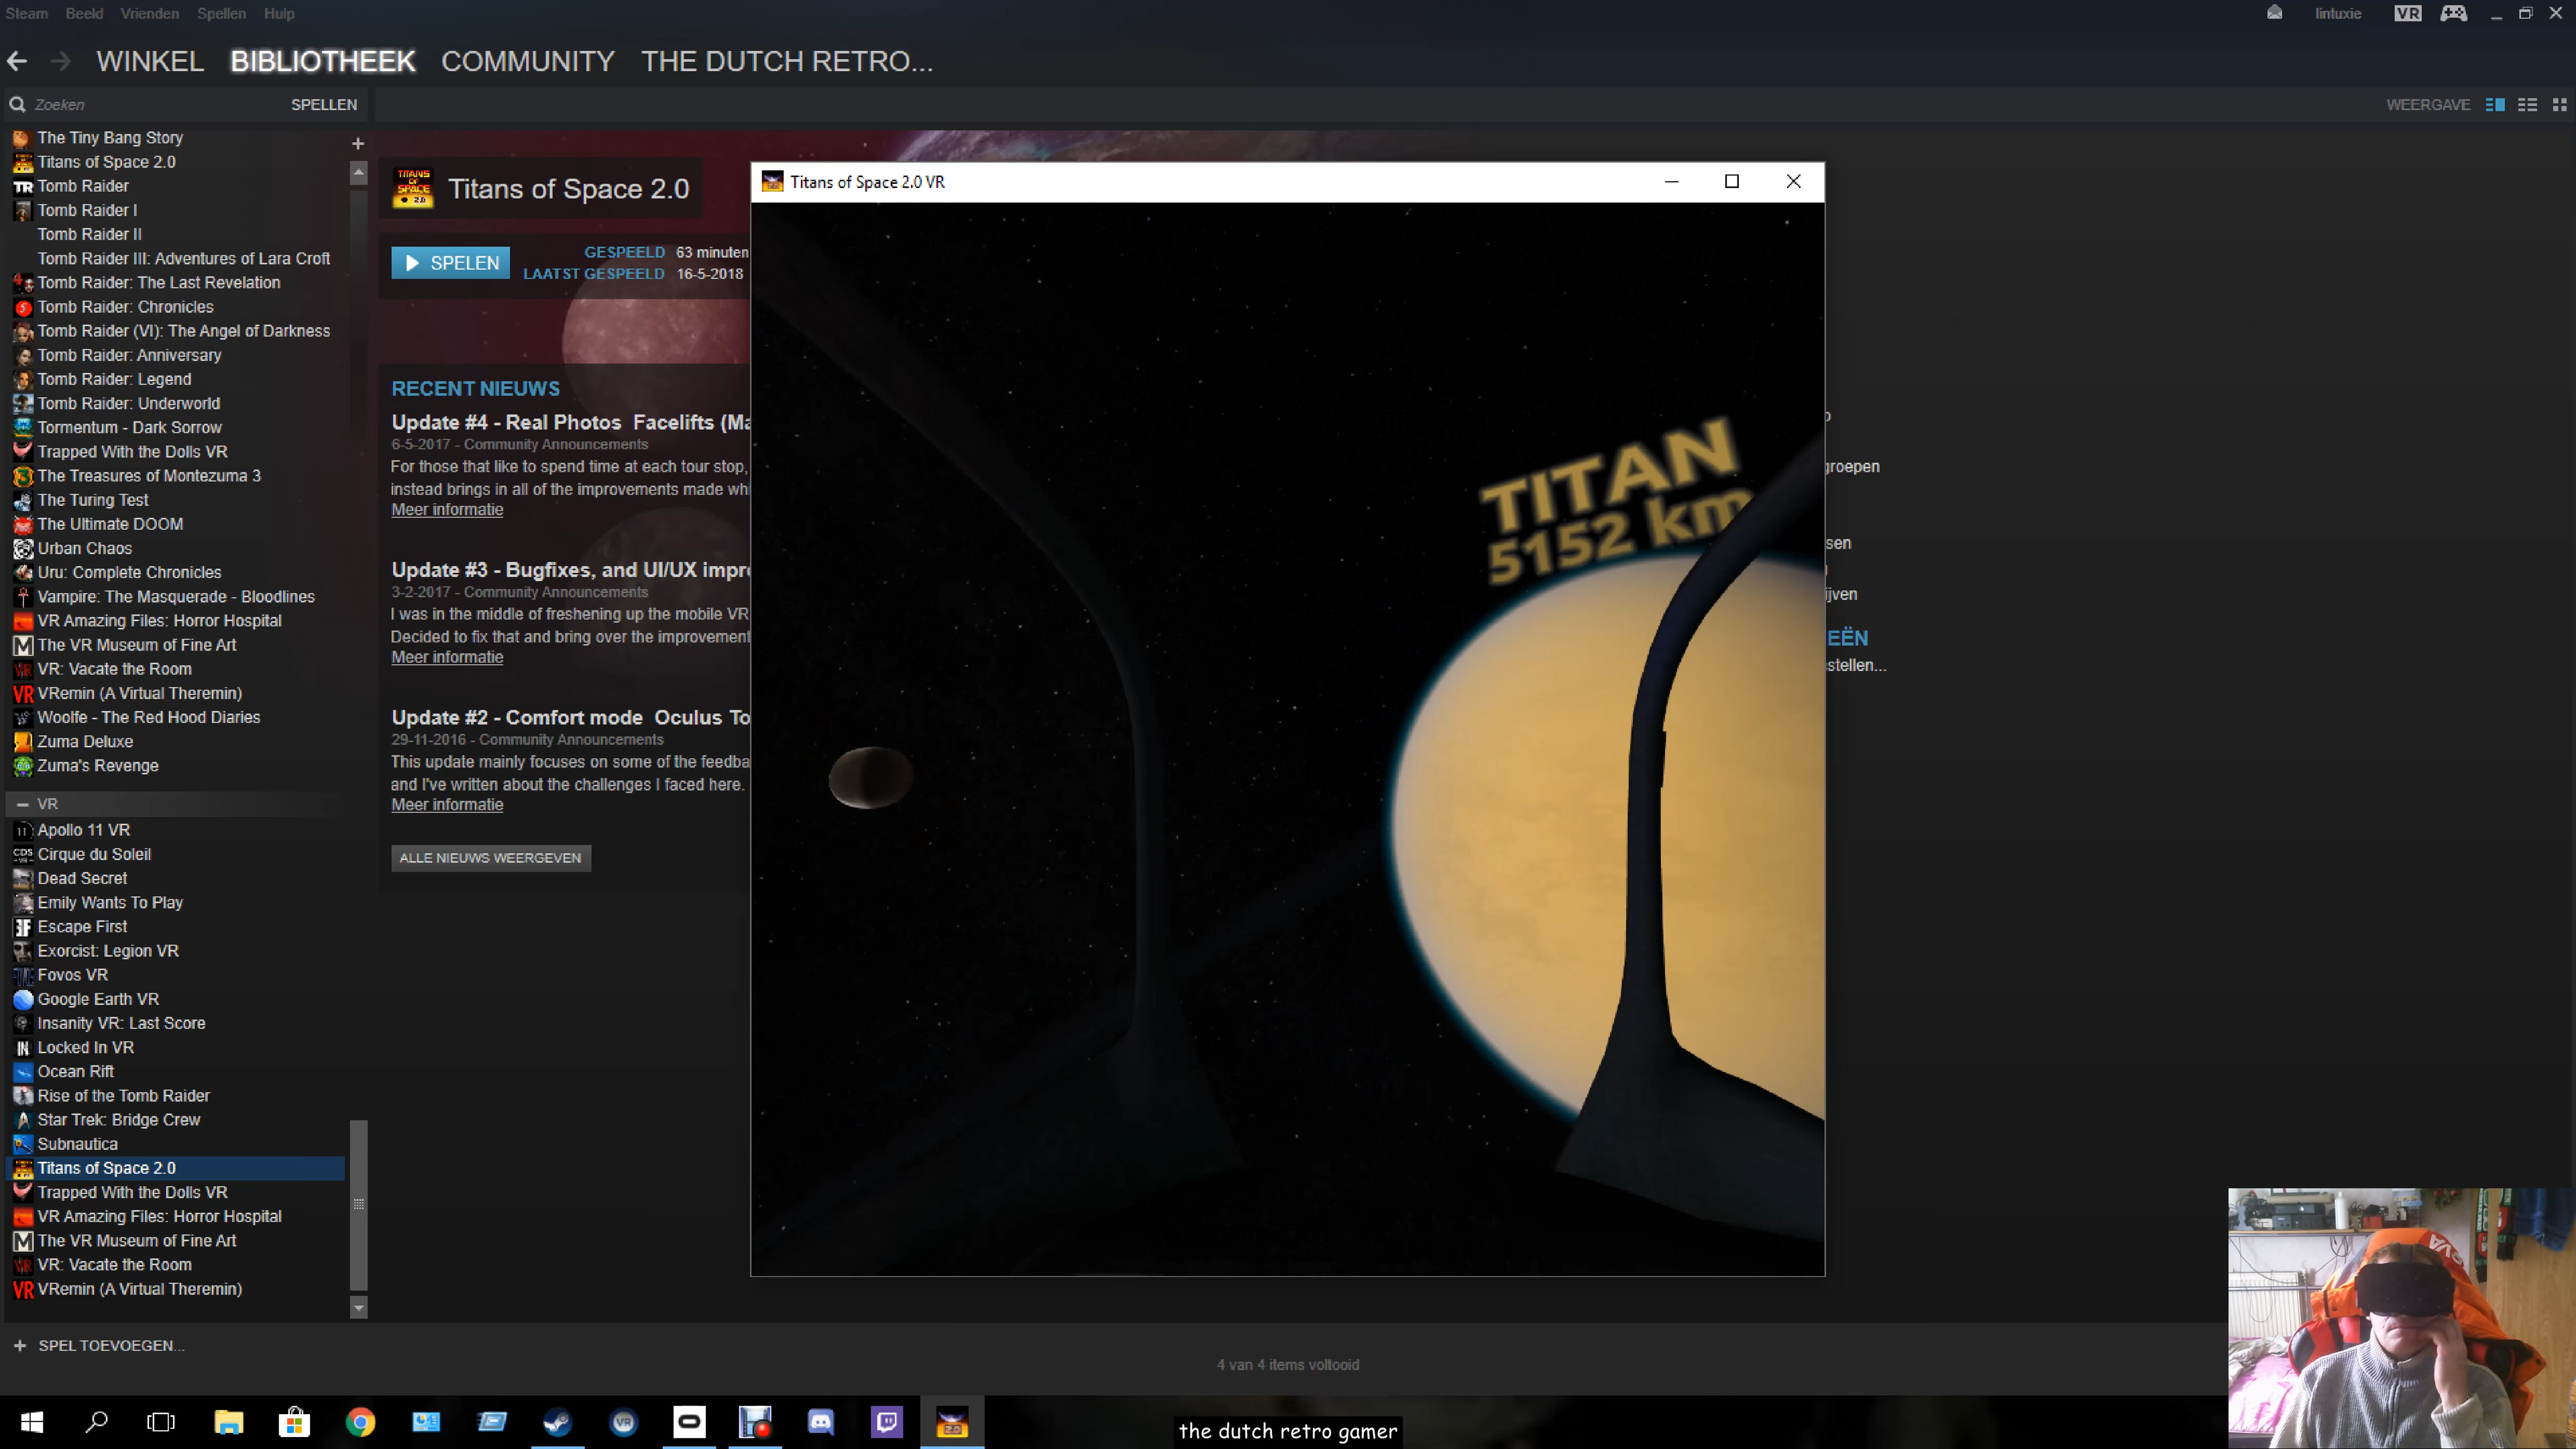 Steam Beeld Vrienden Spellen Hulp
lintuxie VR
WINKEL BIBLIOTHEEK COMMUNITY THE DUTCH RETRO...
Zoeken SPELLEN
WEERGAVE
The Tiny Bang Story
Titans of Space 2.0
Tomb Raider
Tomb Raider I
Tomb Raider II
Tomb Raider III: Adventures of Lara Croft
Tomb Raider: The Last Revelation
Tomb Raider: Chronicles
Tomb Raider (VI): The Angel of Darkness
Tomb Raider: Anniversary
Tomb Raider: Legend
Tomb Raider: Underworld
Tormentum - Dark Sorrow
Trapped With the Dolls VR
The Treasures of Montezuma 3
The Turing Test
The Ultimate DOOM
Urban Chaos
Uru: Complete Chronicles
Vampire: The Masquerade - Bloodlines
VR Amazing Files: Horror Hospital
The VR Museum of Fine Art
VR: Vacate the Room
VRemin (A Virtual Theremin)
Woolfe - The Red Hood Diaries
Zuma Deluxe
Zuma's Revenge
VR
Apollo 11 VR
Cirque du Soleil
Dead Secret
Emily Wants To Play
Escape First
Exorcist: Legion VR
Fovos VR
Google Earth VR
Insanity VR: Last Score
Locked In VR
Ocean Rift
Rise of the Tomb Raider
Star Trek: Bridge Crew
Subnautica
Titans of Space 2.0
Trapped With the Dolls VR
VR Amazing Files: Horror Hospital
The VR Museum of Fine Art
VR: Vacate the Room
VRemin (A Virtual Theremin)
SPEL TOEVOEGEN...
Titans of Space 2.0
SPELEN
GESPEELD 63 minuten
LAATST GESPEELD 16-5-2018
RECENT NIEUWS
Update #4 - Real Photos Facelifts (Ma
6-5-2017 - Community Announcements
For those that like to spend time at each tour stop,
instead brings in all of the improvements made whi
Meer informatie
Update #3 - Bugfixes, and UI/UX impro
3-2-2017 - Community Announcements
I was in the middle of freshening up the mobile VR
Decided to fix that and bring over the improvement
Meer informatie
Update #2 - Comfort mode Oculus To
29-11-2016 - Community Announcements
This update mainly focuses on some of the feedba
and I've written about the challenges I faced here.
Meer informatie
ALLE NIEUWS WEERGEVEN
Titans of Space 2.0 VR
TITAN
5152 km
groepen
sen
ijven
EËN
stellen...
4 van 4 items voltooid
the dutch retro gamer